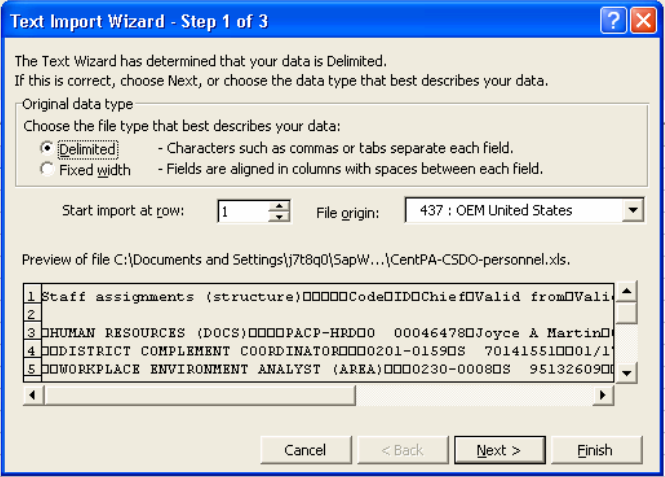 Text Import Wizard - Step 1 of 3
The Text Wizard has determined that your data is Delimited.
If this is correct, choose Next, or choose the data type that best describes your data.
Original data type
Choose the file type that best describes your data:
Delimited - Characters such as commas or tabs separate each field.
Fixed width - Fields are aligned in columns with spaces between each field.
Start import at row: 1 File origin: 437 : OEM United States
Preview of file C:\Documents and Settings\j7t8q0\SapW...\CentPA-CSDO-personnel.xls.
1 Staff assignments (structure)□□□□□Code□ID□Chief□Valid from□Vali
2
3 □HUMAN RESOURCES (DOCS)□□□□PACP-HRD□O 00046478□Joyce A Martin□
4 □□DISTRICT COMPLEMENT COORDINATOR□□□0201-0159□S 70141551□□01/1
5 □□WORKPLACE ENVIRONMENT ANALYST (AREA)□□□0230-0008□S 95132609□□
Cancel < Back Next > Finish